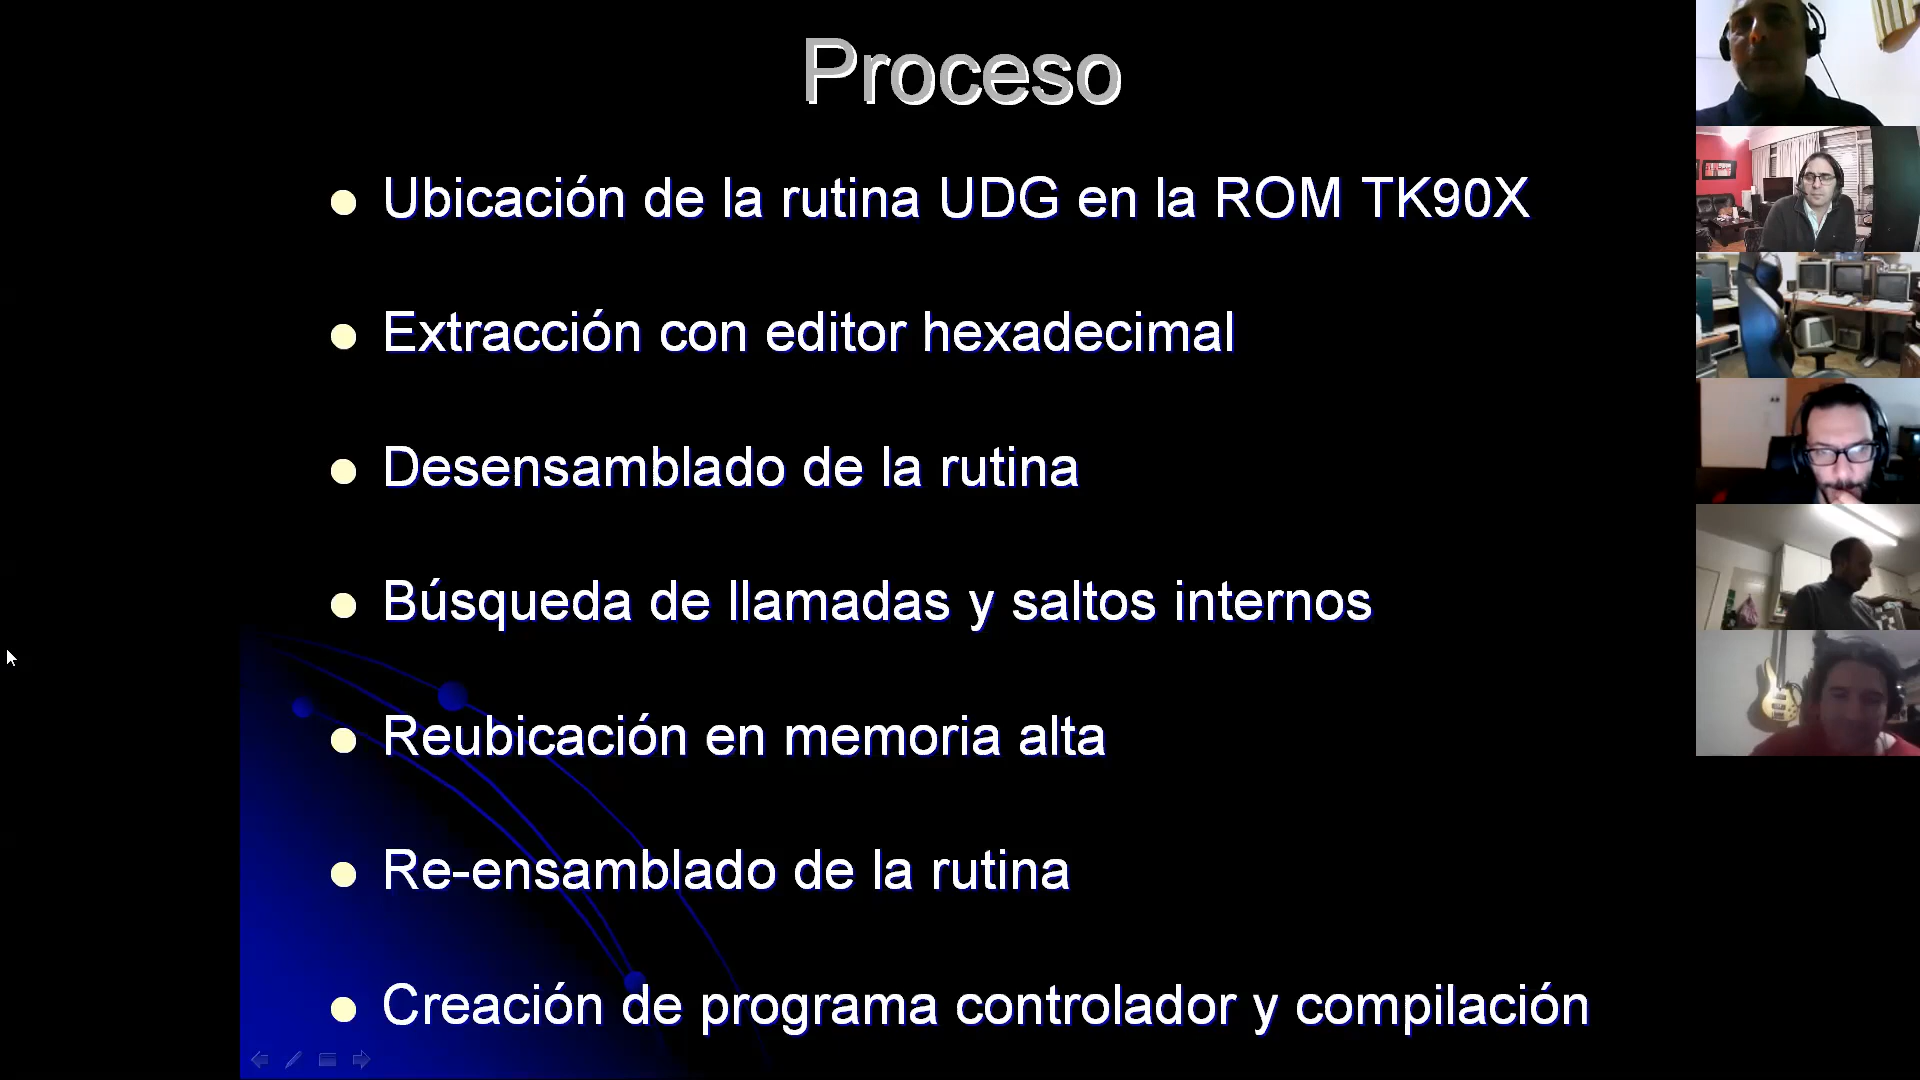 Proceso
Ubicación de la rutina UDG en la ROM TK90X
Extracción con editor hexadecimal
Desensamblado de la rutina
Búsqueda de llamadas y saltos internos
Reubicación en memoria alta
Re-ensamblado de la rutina
Creación de programa controlador y compilación